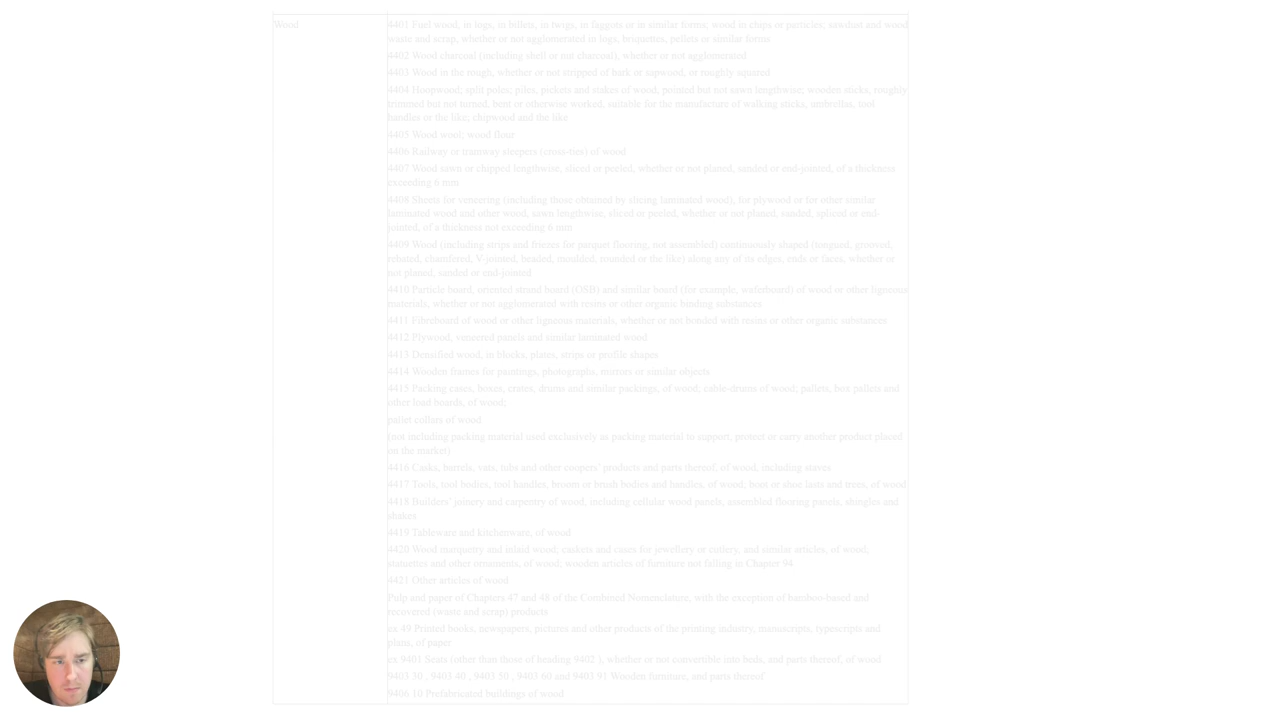 Wood
4401 Fuel wood, in logs, in billets, in twigs, in faggots or in similar forms; wood in chips or particles; sawdust and wood
waste and scrap, whether or not agglomerated in logs, briquettes, pellets or similar forms
4402 Wood charcoal (including shell or nut charcoal), whether or not agglomerated
4403 Wood in the rough, whether or not stripped of bark or sapwood, or roughly squared
4404 Hoopwood; split poles; piles, pickets and stakes of wood, pointed but not sawn lengthwise; wooden sticks, roughly
trimmed but not turned, bent or otherwise worked, suitable for the manufacture of walking sticks, umbrellas, tool
handles or the like; chipwood and the like
4405 Wood wool; wood flour
4406 Railway or tramway sleepers (cross-ties) of wood
4407 Wood sawn or chipped lengthwise, sliced or peeled, whether or not planed, sanded or end-jointed, of a thickness
exceeding 6 mm
4408 Sheets for veneering (including those obtained by slicing laminated wood), for plywood or for other similar
laminated wood and other wood, sawn lengthwise, sliced or peeled, whether or not planed, sanded, spliced or end-
jointed, of a thickness not exceeding 6 mm
4409 Wood (including strips and friezes for parquet flooring, not assembled) continuously shaped (tongued, grooved,
rebated, chamfered, V-jointed, beaded, moulded, rounded or the like) along any of its edges, ends or faces, whether or
not planed, sanded or end-jointed
4410 Particle board, oriented strand board (OSB) and similar board (for example, waferboard) of wood or other ligneous
materials, whether or not agglomerated with resins or other organic binding substances
4411 Fibreboard of wood or other ligneous materials, whether or not bonded with resins or other organic substances
4412 Plywood, veneered panels and similar laminated wood
4413 Densified wood, in blocks, plates, strips or profile shapes
4414 Wooden frames for paintings, photographs, mirrors or similar objects
4415 Packing cases, boxes, crates, drums and similar packings, of wood; cable-drums of wood; pallets, box pallets and
other load boards, of wood;
pallet collars of wood
(not including packing material used exclusively as packing material to support, protect or carry another product placed
on the market)
4416 Casks, barrels, vats, tubs and other coopers' products and parts thereof, of wood, including staves
4417 Tools, tool bodies, tool handles, broom or brush bodies and handles, of wood; boot or shoe lasts and trees, of wood
4418 Builders' joinery and carpentry of wood, including cellular wood panels, assembled flooring panels, shingles and
shakes
4419 Tableware and kitchenware, of wood
4420 Wood marquetry and inlaid wood; caskets and cases for jewellery or cutlery, and similar articles, of wood;
statuettes and other ornaments, of wood; wooden articles of furniture not falling in Chapter 94
4421 Other articles of wood
Pulp and paper of Chapters 47 and 48 of the Combined Nomenclature, with the exception of bamboo-based and
recovered (waste and scrap) products
ex 49 Printed books, newspapers, pictures and other products of the printing industry, manuscripts, typescripts and
plans, of paper
ex 9401 Seats (other than those of heading 9402 ), whether or not convertible into beds, and parts thereof, of wood
9403 30 , 9403 40 , 9403 50 , 9403 60 and 9403 91 Wooden furniture, and parts thereof
9406 10 Prefabricated buildings of wood